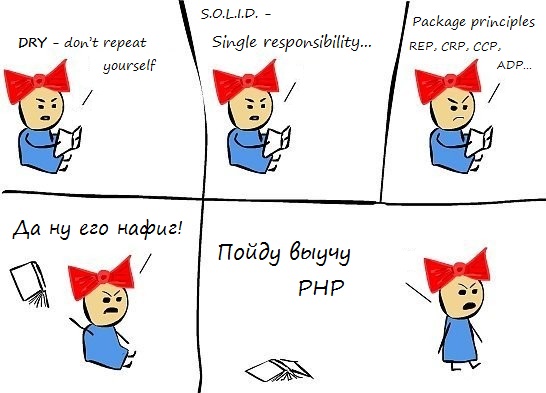 DRY - don't repeat
yourself
S.O.L.I.D. -
Single responsibility...
Package principles
REP, CRP, CCP,
ADP...
Да ну его нафиг!
Пойду выучу
PHP